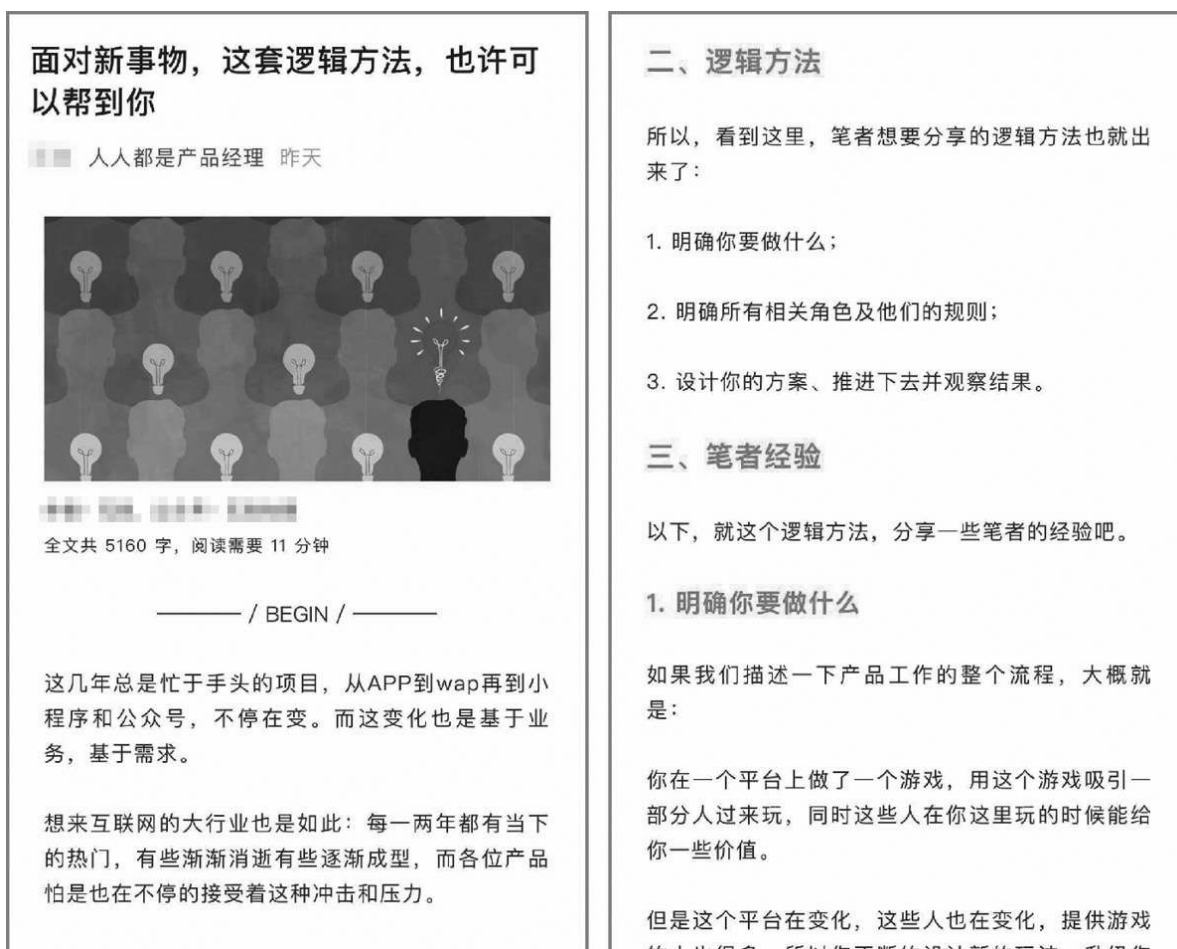 面对新事物，这套逻辑方法，也许可
以帮到你
人人都是产品经理 昨天
全文共 5160 字，阅读需要 11 分钟
/ BEGIN /
这几年总是忙于手头的项目，从APP到wap再到小
程序和公众号，不停在变。而这变化也是基于业
务，基于需求。
想来互联网的大行业也是如此：每一两年都有当下
的热门，有些渐渐消逝有些逐渐成型，而各位产品
怕是也在不停的接受着这种冲击和压力。
二、逻辑方法
所以，看到这里，笔者想要分享的逻辑方法也就出
来了：
1. 明确你要做什么；
2. 明确所有相关角色及他们的规则；
3. 设计你的方案、推进下去并观察结果。
三、笔者经验
以下，就这个逻辑方法，分享一些笔者的经验吧。
1. 明确你要做什么
如果我们描述一下产品工作的整个流程，大概就
是：
你在一个平台上做了一个游戏，用这个游戏吸引一
部分人过来玩，同时这些人在你这里玩的时候能给
你一些价值。
但是这个平台在变化，这些人也在变化，提供游戏